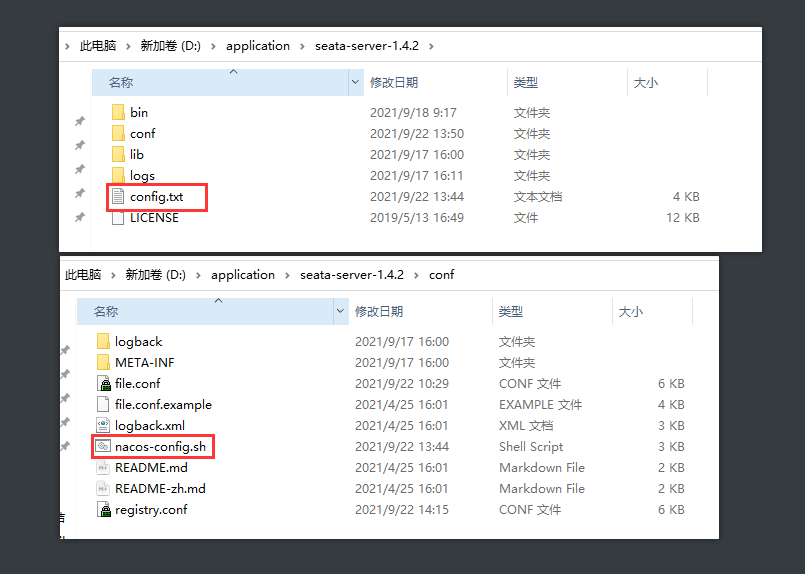 此电脑 › 新加卷 (D:) › application › seata-server-1.4.2 ›
名称 修改日期 类型 大小
bin 2021/9/18 9:17 文件夹
conf 2021/9/22 13:50 文件夹
lib 2021/9/17 16:00 文件夹
logs 2021/9/17 16:11 文件夹
config.txt 2021/9/22 13:44 文本文档 4 KB
LICENSE 2019/5/13 16:49 文件 12 KB
此电脑 › 新加卷 (D:) › application › seata-server-1.4.2 › conf
名称 修改日期 类型 大小
logback 2021/9/17 16:00 文件夹
META-INF 2021/9/17 16:00 文件夹
file.conf 2021/9/22 10:29 CONF 文件 6 KB
file.conf.example 2021/4/25 16:01 EXAMPLE 文件 4 KB
logback.xml 2021/4/25 16:01 XML 文档 3 KB
nacos-config.sh 2021/9/22 13:44 Shell Script 3 KB
README.md 2021/4/25 16:01 Markdown File 2 KB
README-zh.md 2021/4/25 16:01 Markdown File 2 KB
registry.conf 2021/9/22 14:15 CONF 文件 6 KB